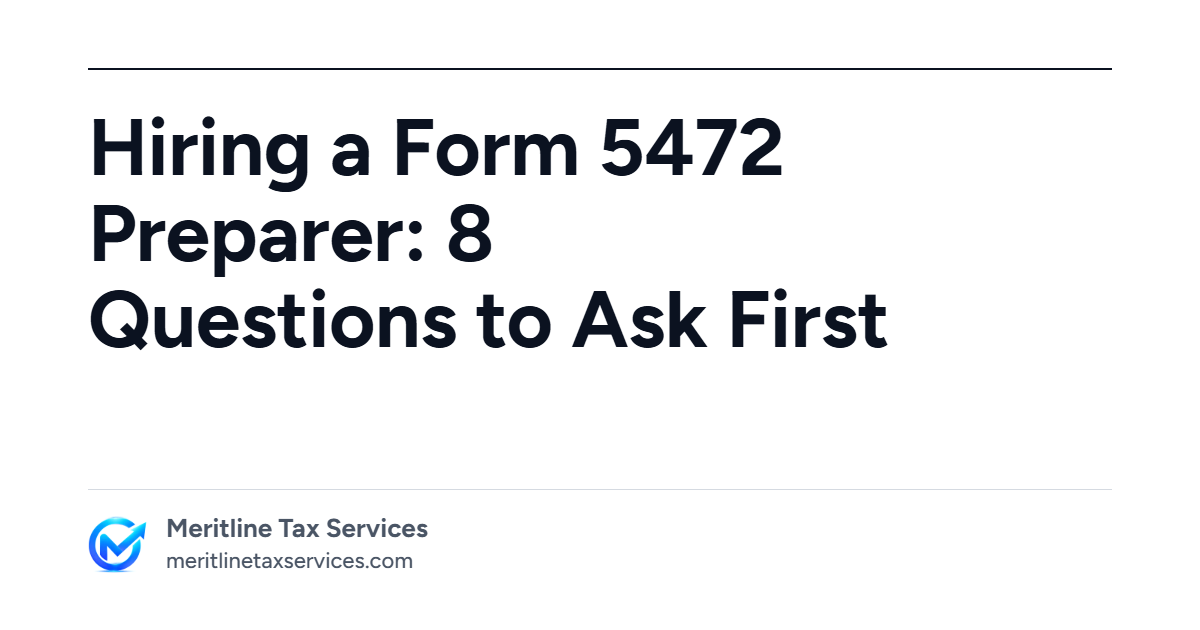 Hiring a Form 5472
Preparer: 8
Questions to Ask First
Meritline Tax Services
meritlinetaxservices.com